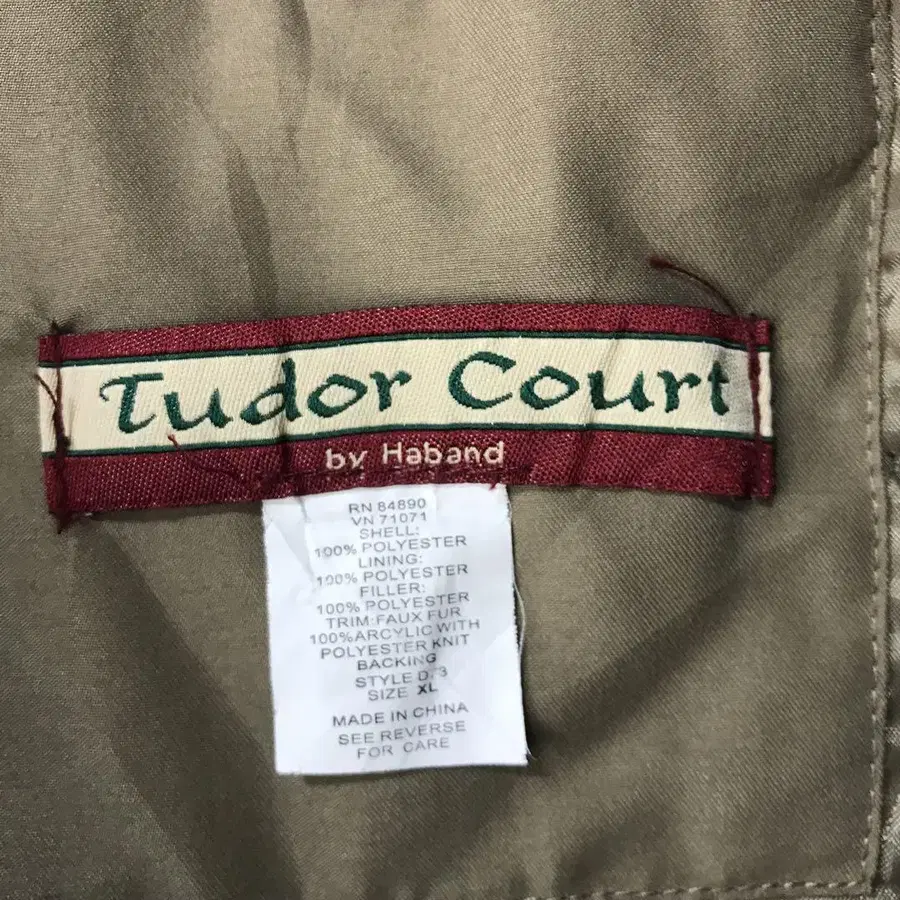 Tudor Court
by Haband
RN 84890
VN 71071
SHELL:
100% POLYESTER
LINING:
100% POLYESTER
FILLER:
100% POLYESTER
TRIM:FAUX FUR
100%ARCYLIC WITH
POLYESTER KNIT
BACKING
STYLE
SIZE XL
MADE IN CHINA
SEE REVERSE
FOR CARE